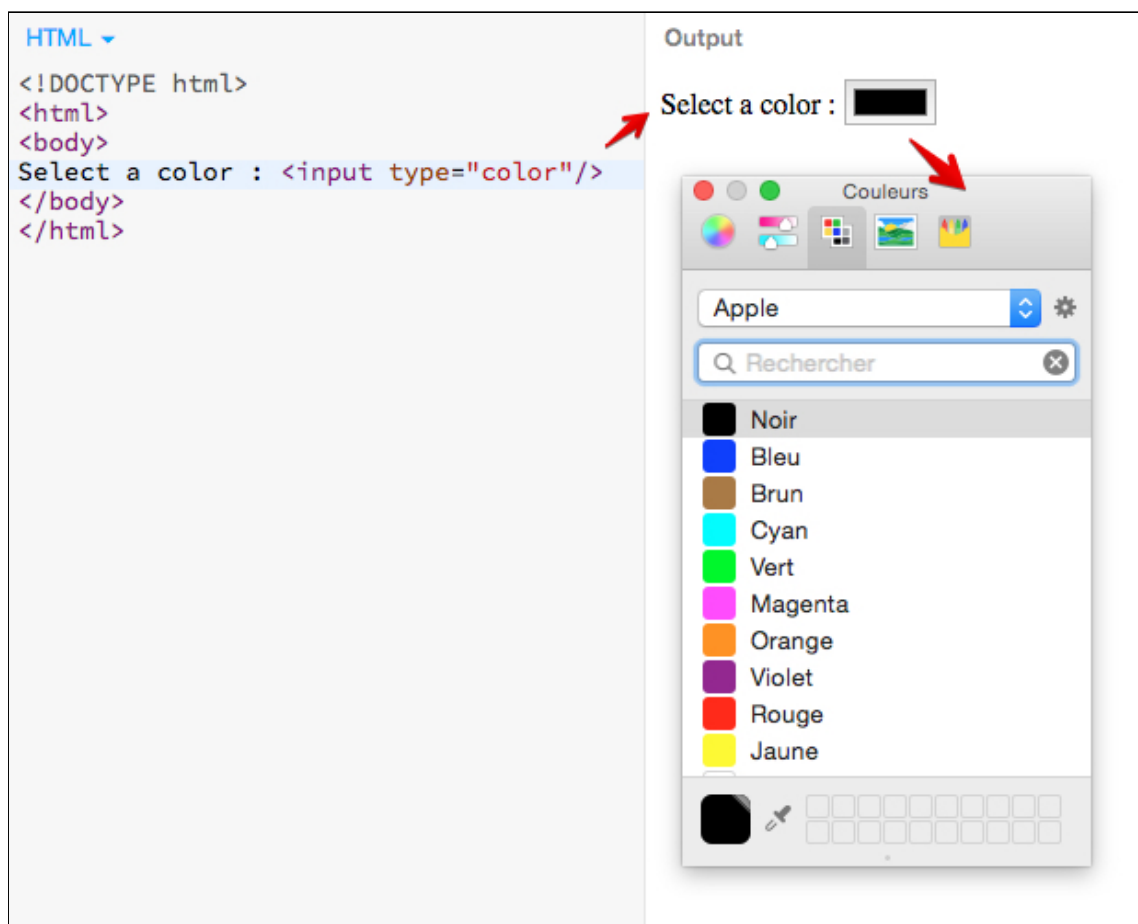 HTML
<!DOCTYPE html>
<html>
<body>
Select a color : <input type="color"/>
</body>
</html>
Output
Select a color :
Couleurs
Apple
Rechercher
Noir
Bleu
Brun
Cyan
Vert
Magenta
Orange
Violet
Rouge
Jaune